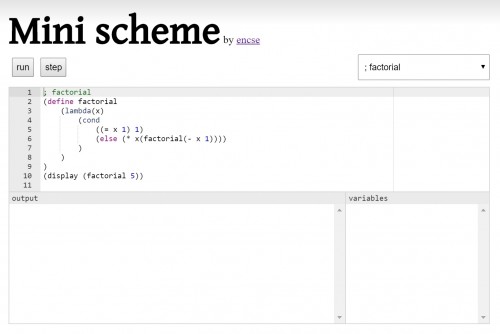 Mini scheme by encse
run step ; factorial
1 ; factorial
2 (define factorial
3 (lambda(x)
4 (cond
5 ((= x 1) 1)
6 (else (* x(factorial(- x 1))))
7 )
8 )
9 )
10 (display (factorial 5))
11
output variables